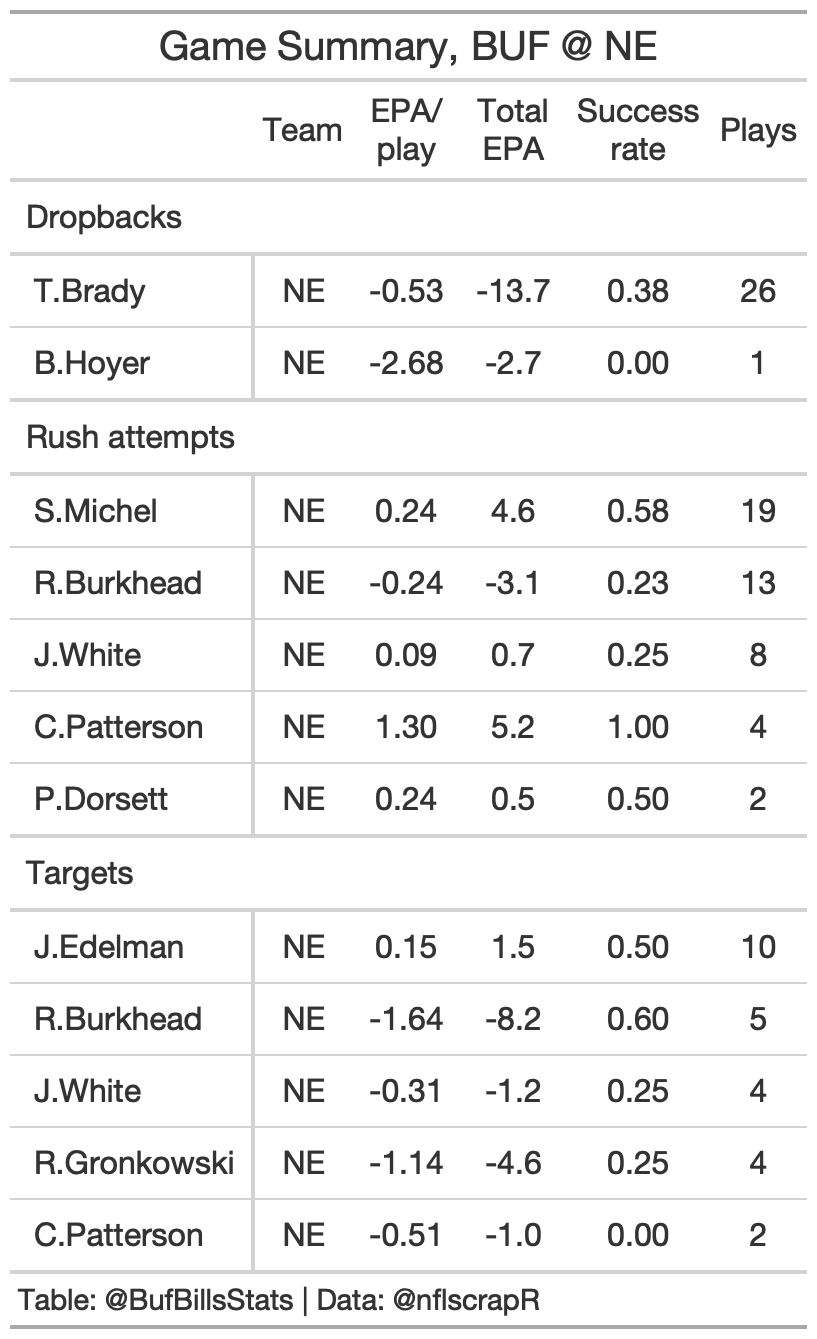 Game Summary, BUF @ NE
Team EPA/play Total EPA Success rate Plays
Dropbacks
T.Brady NE -0.53 -13.7 0.38 26
B.Hoyer NE -2.68 -2.7 0.00 1
Rush attempts
S.Michel NE 0.24 4.6 0.58 19
R.Burkhead NE -0.24 -3.1 0.23 13
J.White NE 0.09 0.7 0.25 8
C.Patterson NE 1.30 5.2 1.00 4
P.Dorsett NE 0.24 0.5 0.50 2
Targets
J.Edelman NE 0.15 1.5 0.50 10
R.Burkhead NE -1.64 -8.2 0.60 5
J.White NE -0.31 -1.2 0.25 4
R.Gronkowski NE -1.14 -4.6 0.25 4
C.Patterson NE -0.51 -1.0 0.00 2
Table: @BufBillsStats | Data: @nflscrapR